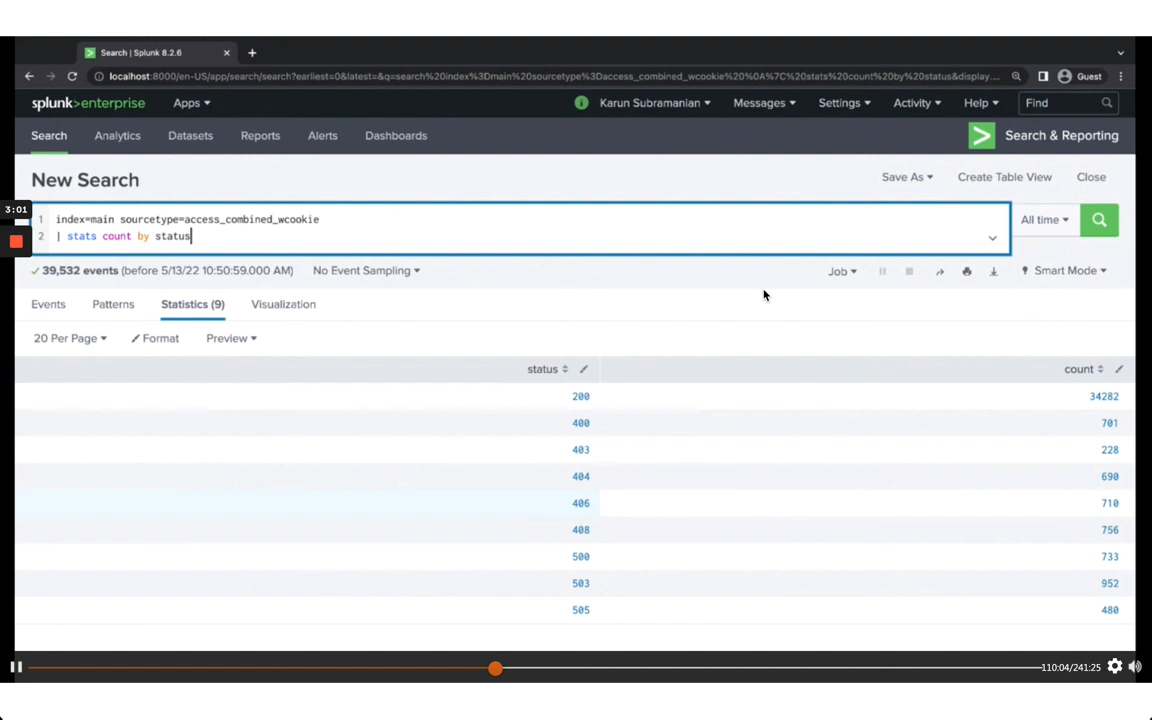 Search | Splunk 8.2.6
localhost:8000/en-US/app/search/search?earliest=0&latest=&q=search%20index%3Dmain%20sourcetype%3Daccess_combined_wcookie%20%0A%7C%20stats%20count%20by%20status&display.... Guest
splunk>enterprise Apps i Karun Subramanian Messages Settings Activity Help Find
Search Analytics Datasets Reports Alerts Dashboards > Search & Reporting
New Search Save As Create Table View Close
3:01
1 index=main sourcetype=access_combined_wcookie All time
2 | stats count by status
39,532 events (before 5/13/22 10:50:59.000 AM) No Event Sampling Job Smart Mode
Events Patterns Statistics (9) Visualization
20 Per Page Format Preview
status count
200 34282
400 701
403 228
404 690
406 710
408 756
500 733
503 952
505 480
110:04/241:25